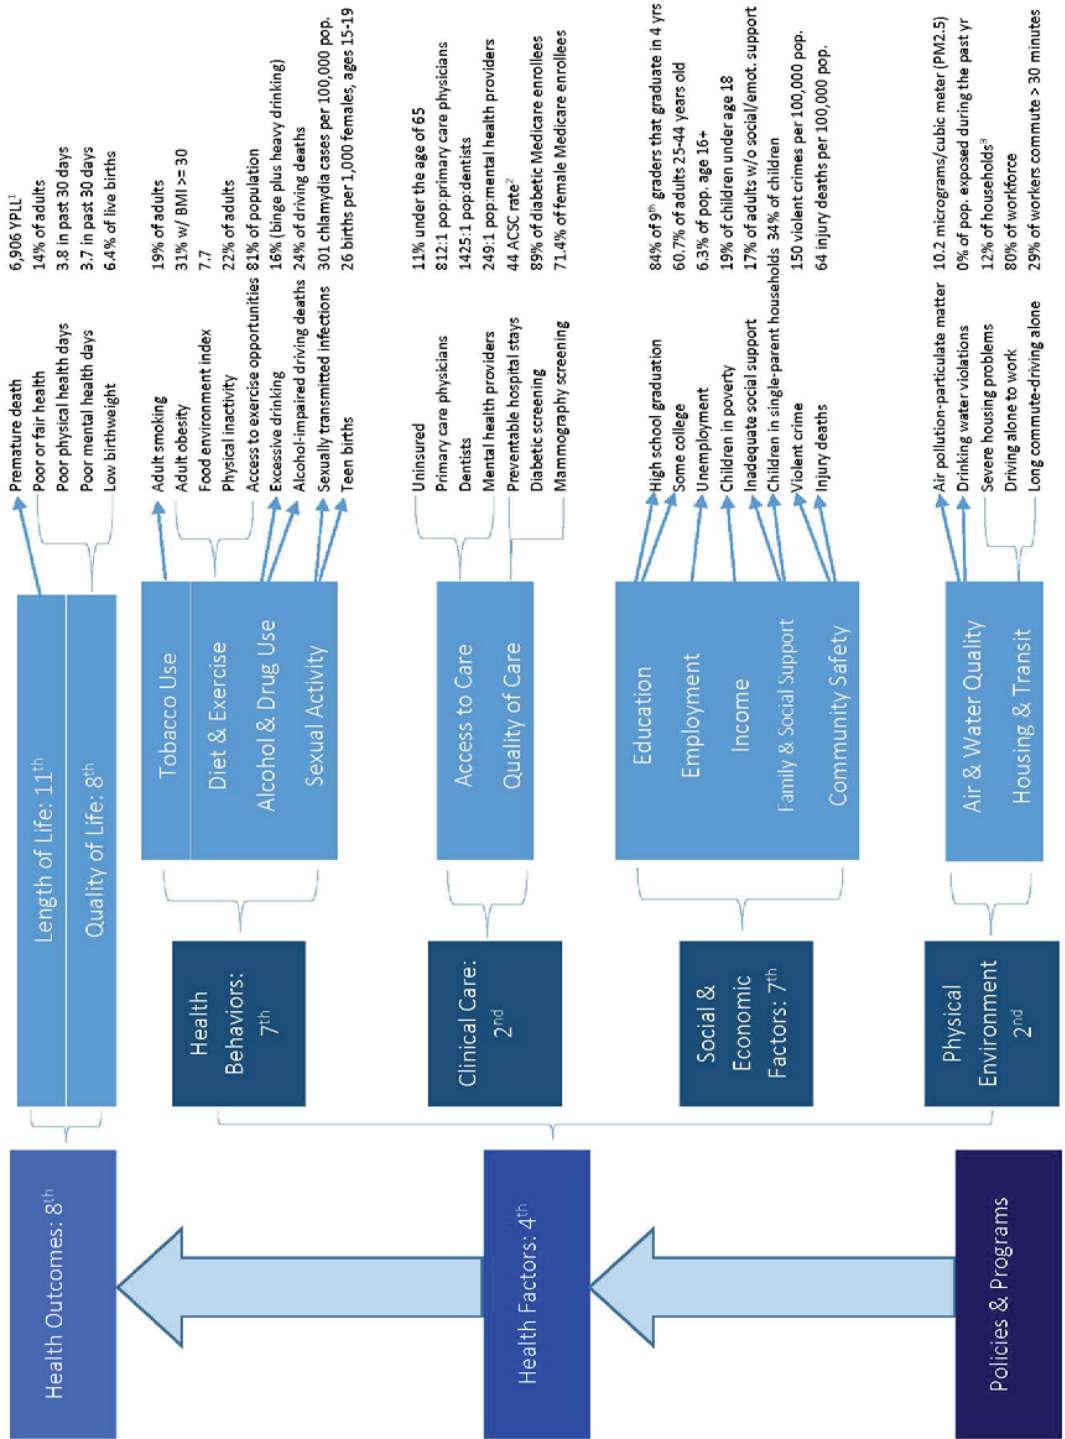 Health Outcomes: 8th
Health Factors: 4th
Policies & Programs
Length of Life: 11th
Quality of Life: 8th
Health
Behaviors:
7th
Clinical Care:
2nd
Social &
Economic
Factors: 7th
Physical
Environment
2nd
Tobacco Use
Diet & Exercise
Alcohol & Drug Use
Sexual Activity
Access to Care
Quality of Care
Education
Employment
Income
Family & Social Support
Community Safety
Air & Water Quality
Housing & Transit
Premature death 6,906 YPLL1
Poor or fair health 14% of adults
Poor physical health days 3.8 in past 30 days
Poor mental health days 3.7 in past 30 days
Low birthweight 6.4% of live births
Adult smoking 19% of adults
Adult obesity 31% w/ BMI >= 30
Food environment index 7.7
Physical inactivity 22% of adults
Access to exercise opportunities 81% of population
Excessive drinking 16% (binge plus heavy drinking)
Alcohol-impaired driving deaths 24% of driving deaths
Sexually transmitted infections 301 chlamydia cases per 100,000 pop.
Teen births 26 births per 1,000 females, ages 15-19
Uninsured 11% under the age of 65
Primary care physicians 812:1 pop:primary care physicians
Dentists 1425:1 pop:dentists
Mental health providers 249:1 pop:mental health providers
Preventable hospital stays 44 ACSC rate2
Diabetic screening 89% of diabetic Medicare enrollees
Mammography screening 71.4% of female Medicare enrollees
High school graduation 84% of 9th graders that graduate in 4 yrs
Some college 60.7% of adults 25-44 years old
Unemployment 6.3% of pop. age 16+
Children in poverty 19% of children under age 18
Inadequate social support 17% of adults w/o social/emot. support
Children in single-parent households 34% of children
Violent crime 150 violent crimes per 100,000 pop.
Injury deaths 64 injury deaths per 100,000 pop.
Air pollution-particulate matter 10.2 micrograms/cubic meter (PM2.5)
Drinking water violations 0% of pop. exposed during the past yr
Severe housing problems 12% of households3
Driving alone to work 80% of workforce
Long commute-driving alone 29% of workers commute > 30 minutes